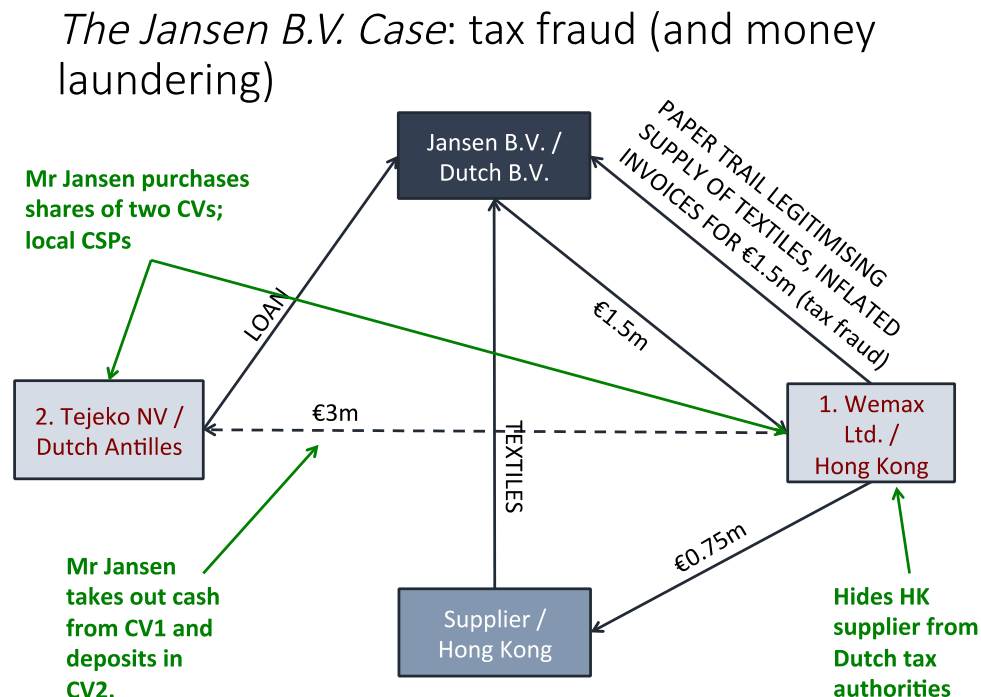 The Jansen B.V. Case: tax fraud (and money
laundering)
Jansen B.V. /
Dutch B.V.
PAPER TRAIL LEGITIMISING
SUPPLY OF TEXTILES, INFLATED
INVOICES FOR €1.5m (tax fraud)
Mr Jansen purchases
shares of two CVs;
local CSPs
LOAN
€1.5m
2. Tejeko NV /
Dutch Antilles
€3m
1. Wemax
Ltd. /
Hong Kong
TEXTILES
€0.75m
Mr Jansen
takes out cash
from CV1 and
deposits in
CV2.
Supplier /
Hong Kong
Hides HK
supplier from
Dutch tax
authorities